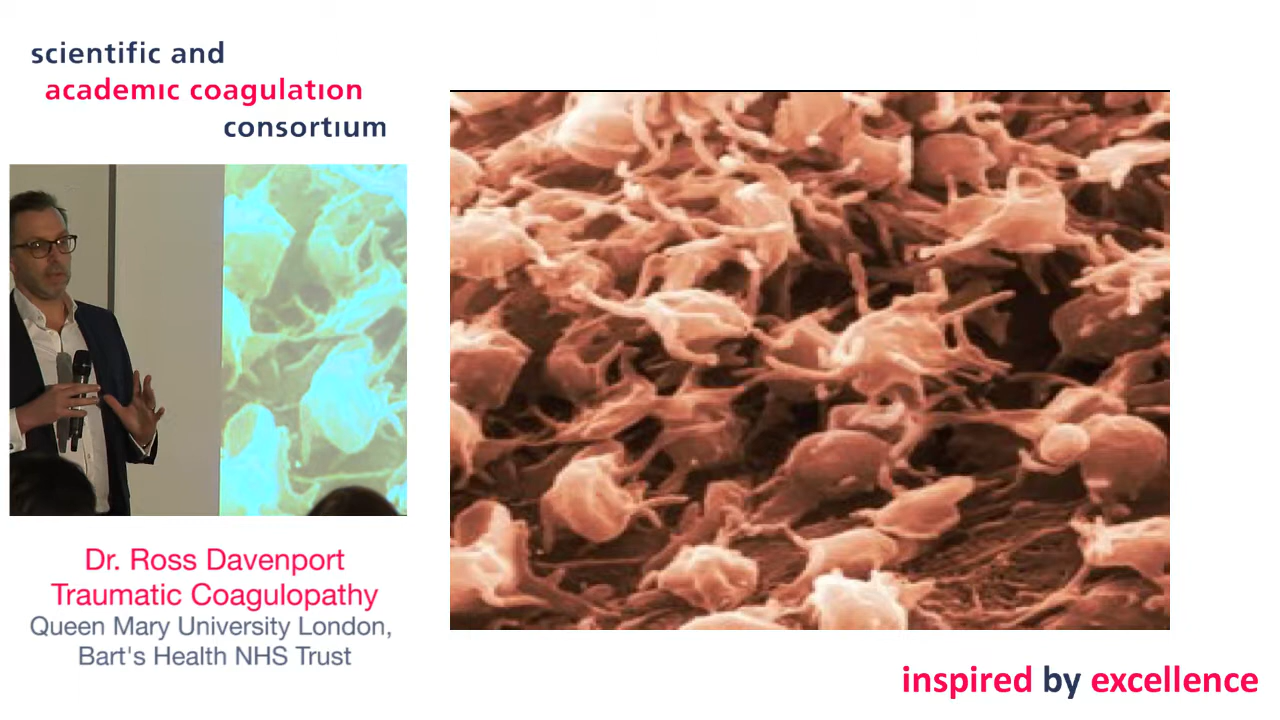 scientific and
academic coagulation
consortium
Dr. Ross Davenport
Traumatic Coagulopathy
Queen Mary University London,
Bart's Health NHS Trust
inspired by excellence